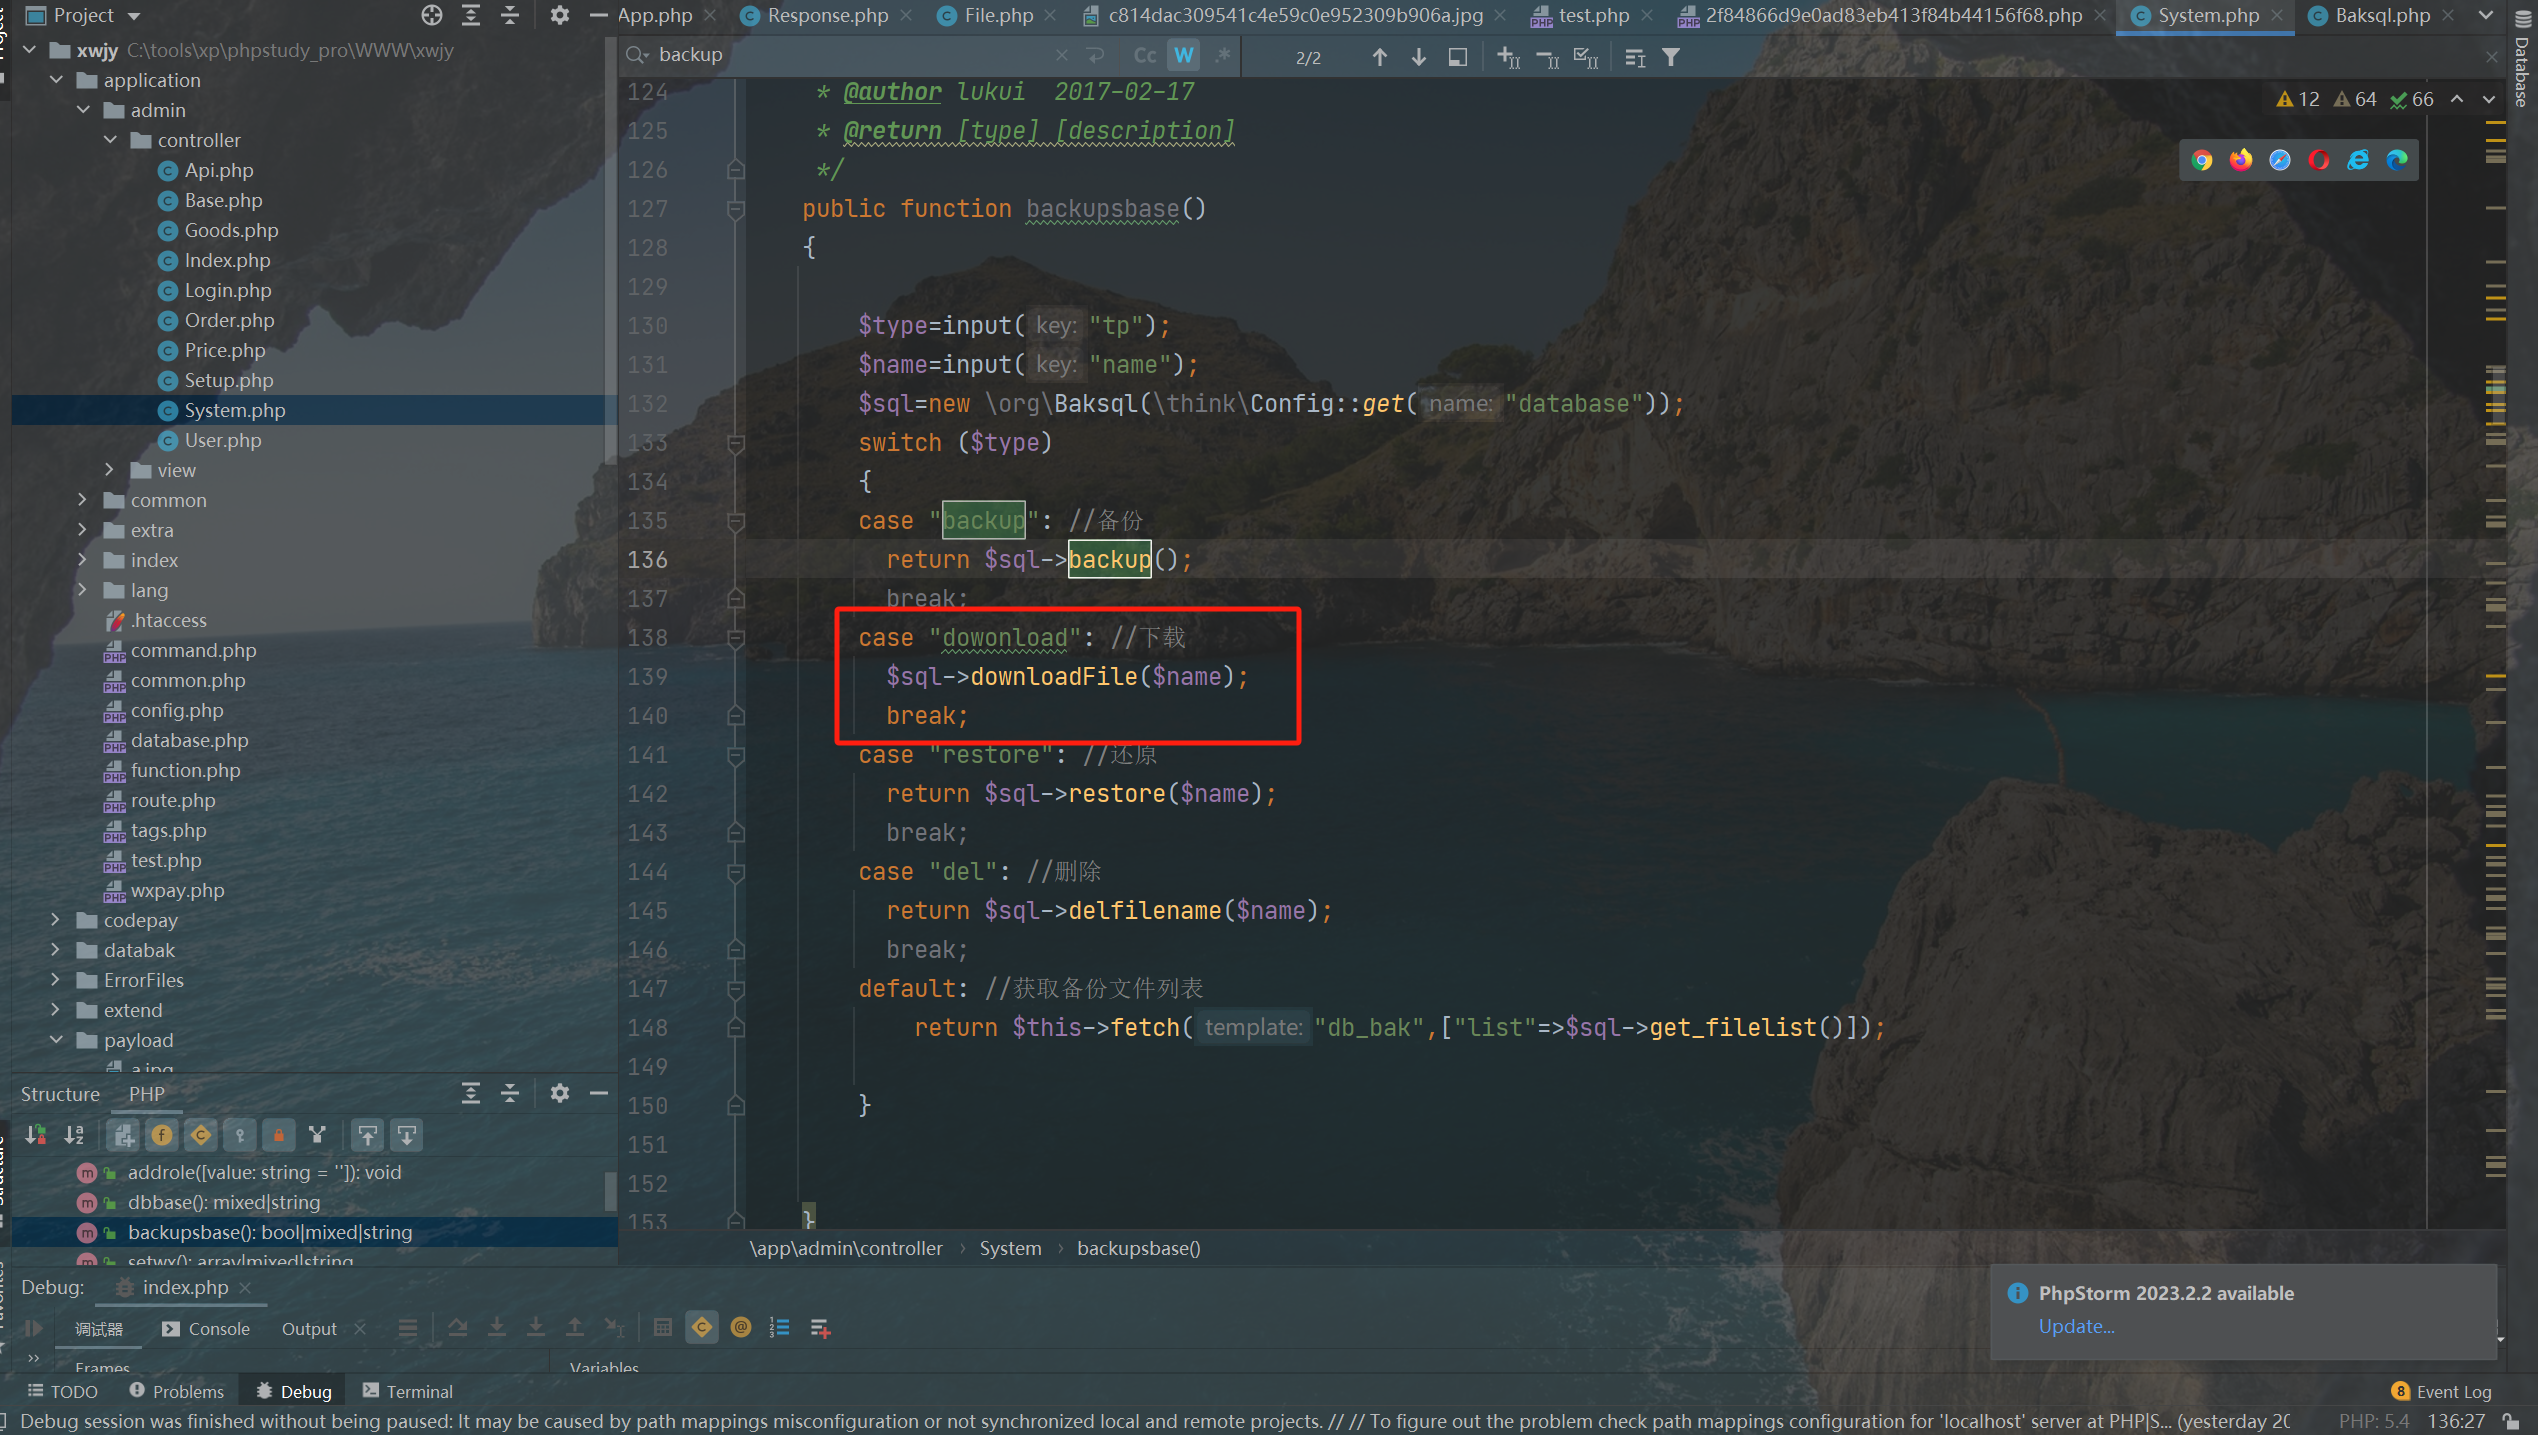 Project
App.php
Response.php
File.php
c814dac309541c4e59c0e952309b906a.jpg
test.php
2f84866d9e0ad83eb413f84b44156f68.php
System.php
Baksql.php
xwjy C:\tools\xp\phpstudy_pro\WWW\xwjy
backup
Cc
W
.*
2/2
Database
application
admin
controller
Api.php
Base.php
Goods.php
Index.php
Login.php
Order.php
Price.php
Setup.php
System.php
User.php
view
common
extra
index
lang
.htaccess
command.php
common.php
config.php
database.php
function.php
route.php
tags.php
test.php
wxpay.php
codepay
databak
ErrorFiles
extend
payload
a.jpg
12 64 66
124 * @author lukui 2017-02-17
125 * @return [type] [description]
126 */
127 public function backupsbase()
128 {
129
130 $type=input( key: "tp");
131 $name=input( key: "name");
132 $sql=new \org\Baksql(\think\Config::get( name: "database"));
133 switch ($type)
134 {
135 case "backup": //备份
136 return $sql->backup();
137 break;
138 case "dowonload": //下载
139 $sql->downloadFile($name);
140 break;
141 case "restore": //还原
142 return $sql->restore($name);
143 break;
144 case "del": //删除
145 return $sql->delfilename($name);
146 break;
147 default: //获取备份文件列表
148 return $this->fetch( template: "db_bak",["list"=>$sql->get_filelist()]);
149
150 }
151
152
153 }
\app\admin\controller › System › backupsbase()
Structure PHP
addrole([value: string = '']): void
dbbase(): mixed|string
backupsbase(): bool|mixed|string
setwx(): array|mixed|string
Debug: index.php
调试器 Console Output
Frames Variables
PhpStorm 2023.2.2 available
Update...
TODO Problems Debug Terminal
8 Event Log
Debug session was finished without being paused: It may be caused by path mappings misconfiguration or not synchronized local and remote projects. // // To figure out the problem check path mappings configuration for 'localhost' server at PHP|S... (yesterday 20
PHP: 5.4 136:27